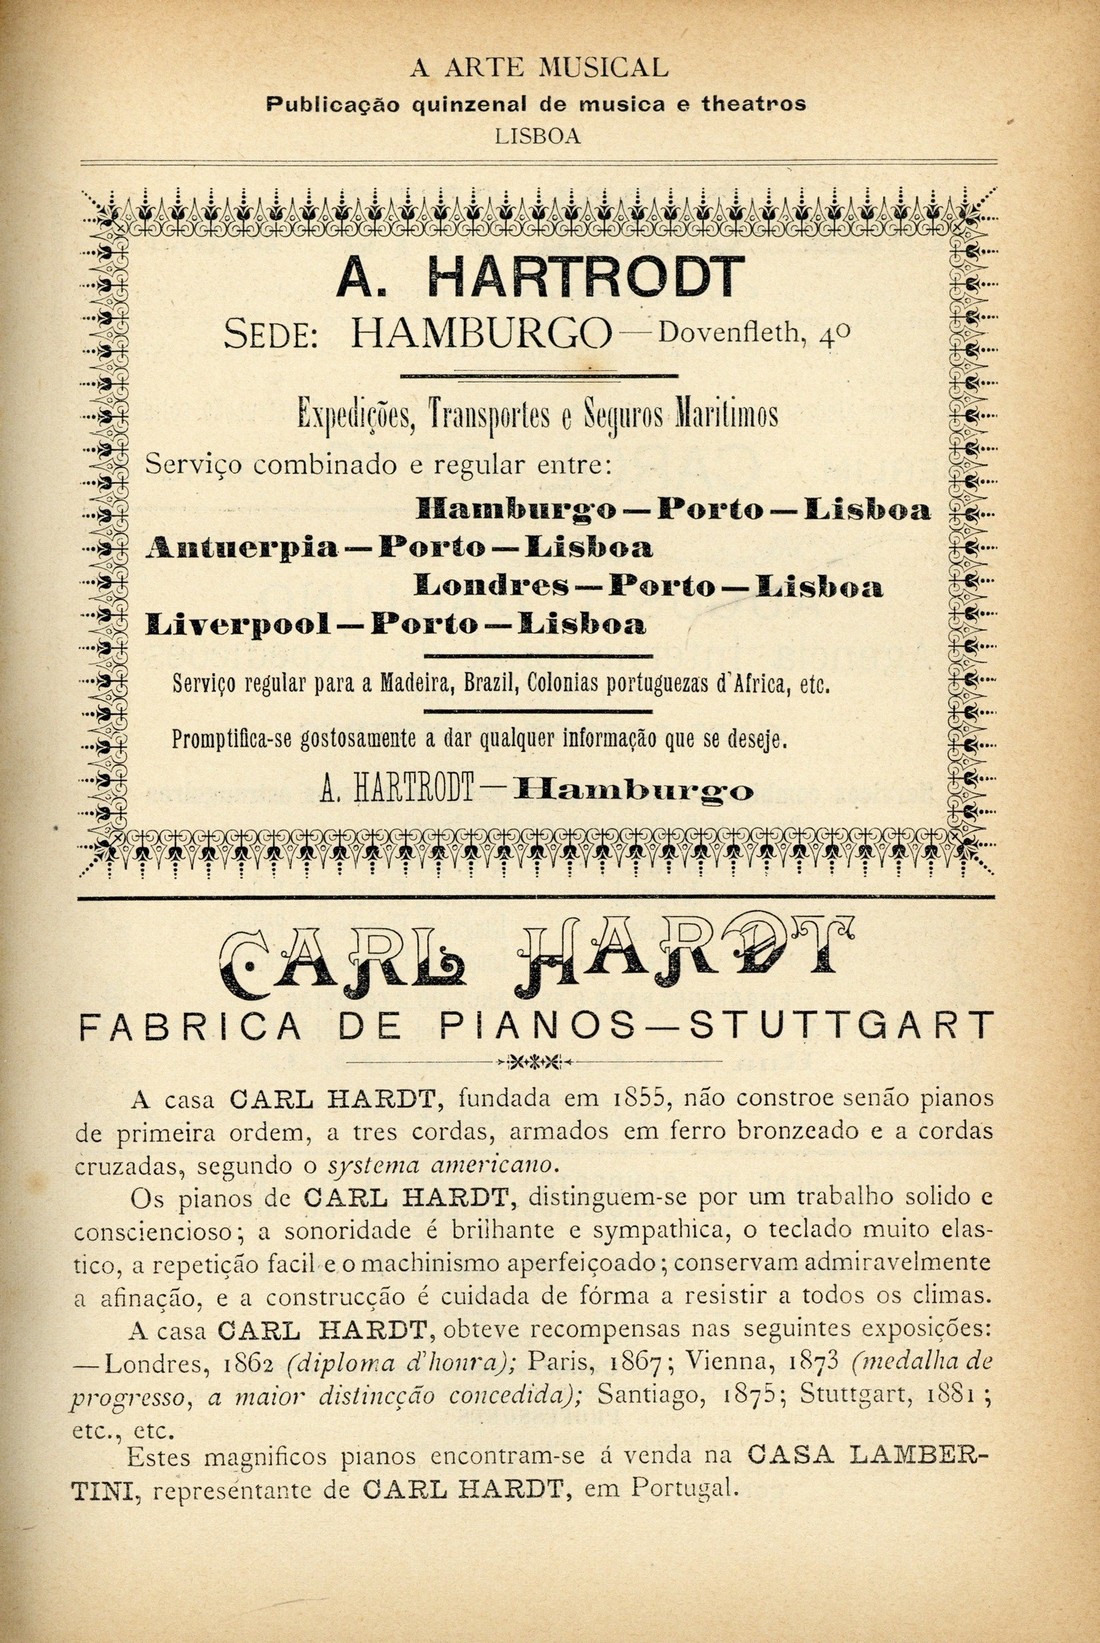 A ARTE MUSICAL
Publicação quinzenal de musica e theatros
LISBOA
A. HARTRODT
SEDE: HAMBURGO — Dovenfleth, 40
Expedições, Transportes e Seguros Maritimos
Serviço combinado e regular entre:
Hamburgo — Porto — Lisboa
Antuerpia — Porto — Lisboa
Londres — Porto — Lisboa
Liverpool — Porto — Lisboa
Serviço regular para a Madeira, Brazil, Colonias portuguezas d'Africa, etc.
Promptifica-se gostosamente a dar qualquer informação que se deseje.
A. HARTRODT — Hamburgo
CARL HARDT
FABRICA DE PIANOS — STUTTGART
A casa CARL HARDT, fundada em 1855, não constroe senão pianos
de primeira ordem, a tres cordas, armados em ferro bronzeado e a cordas
cruzadas, segundo o systema americano.
Os pianos de CARL HARDT, distinguem-se por um trabalho solido e
consciencioso; a sonoridade é brilhante e sympathica, o teclado muito elas-
tico, a repetição facil e o machinismo aperfeiçoado; conservam admiravelmente
a afinação, e a construcção é cuidada de fórma a resistir a todos os climas.
A casa CARL HARDT, obteve recompensas nas seguintes exposições:
— Londres, 1862 (diploma d'honra); Paris, 1867; Vienna, 1873 (medalha de
progresso, a maior distincção concedida); Santiago, 1875; Stuttgart, 1881;
etc., etc.
Estes magnificos pianos encontram-se á venda na CASA LAMBER-
TINI, representante de CARL HARDT, em Portugal.